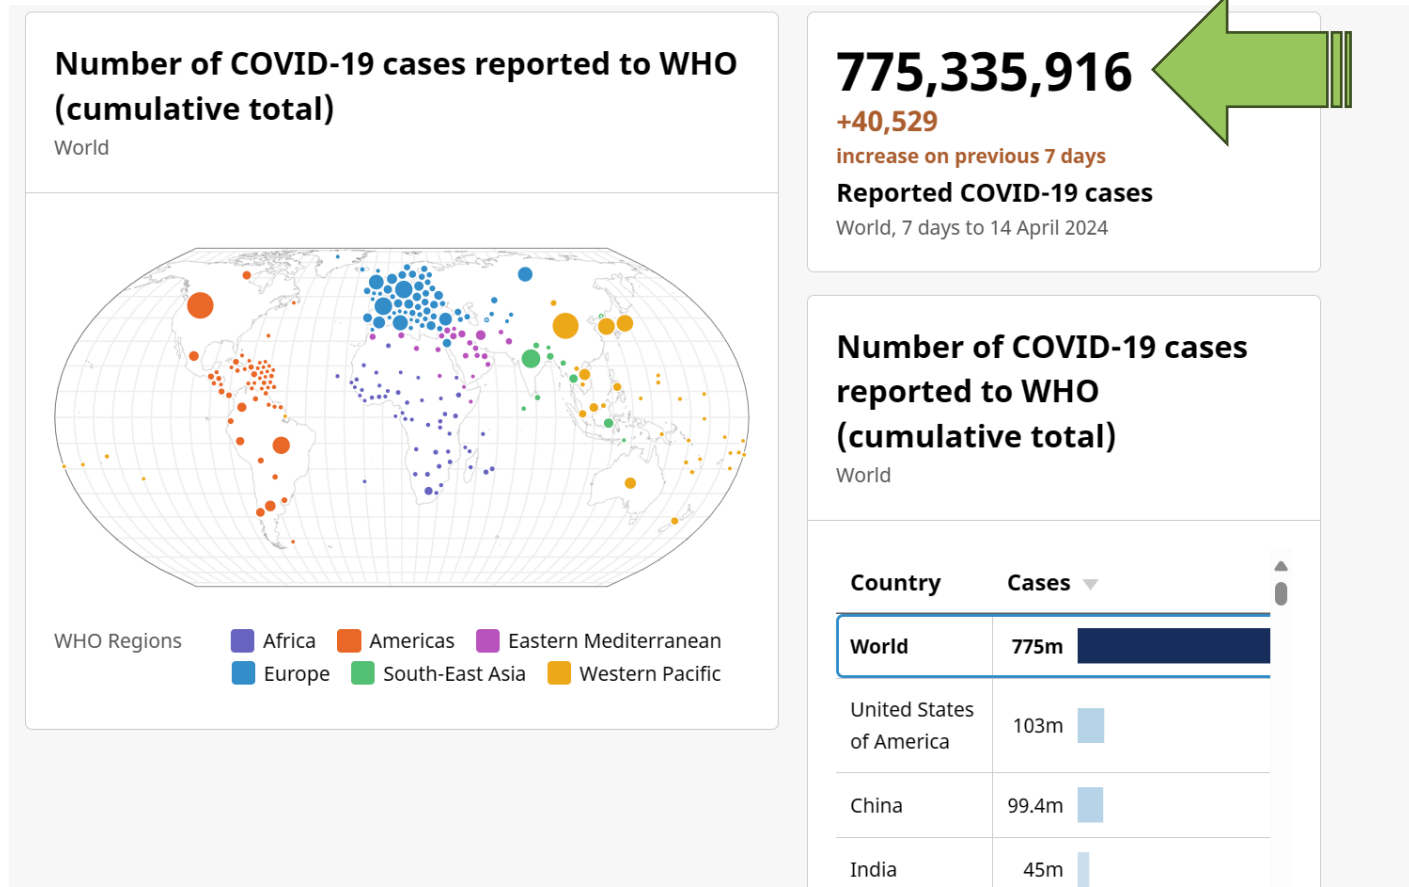 Number of COVID-19 cases reported to WHO
(cumulative total)
World
WHO Regions
Africa
Americas
Eastern Mediterranean
Europe
South-East Asia
Western Pacific
775,335,916
+40,529
increase on previous 7 days
Reported COVID-19 cases
World, 7 days to 14 April 2024
Number of COVID-19 cases
reported to WHO
(cumulative total)
World
Country Cases
World 775m
United States
of America 103m
China 99.4m
India 45m